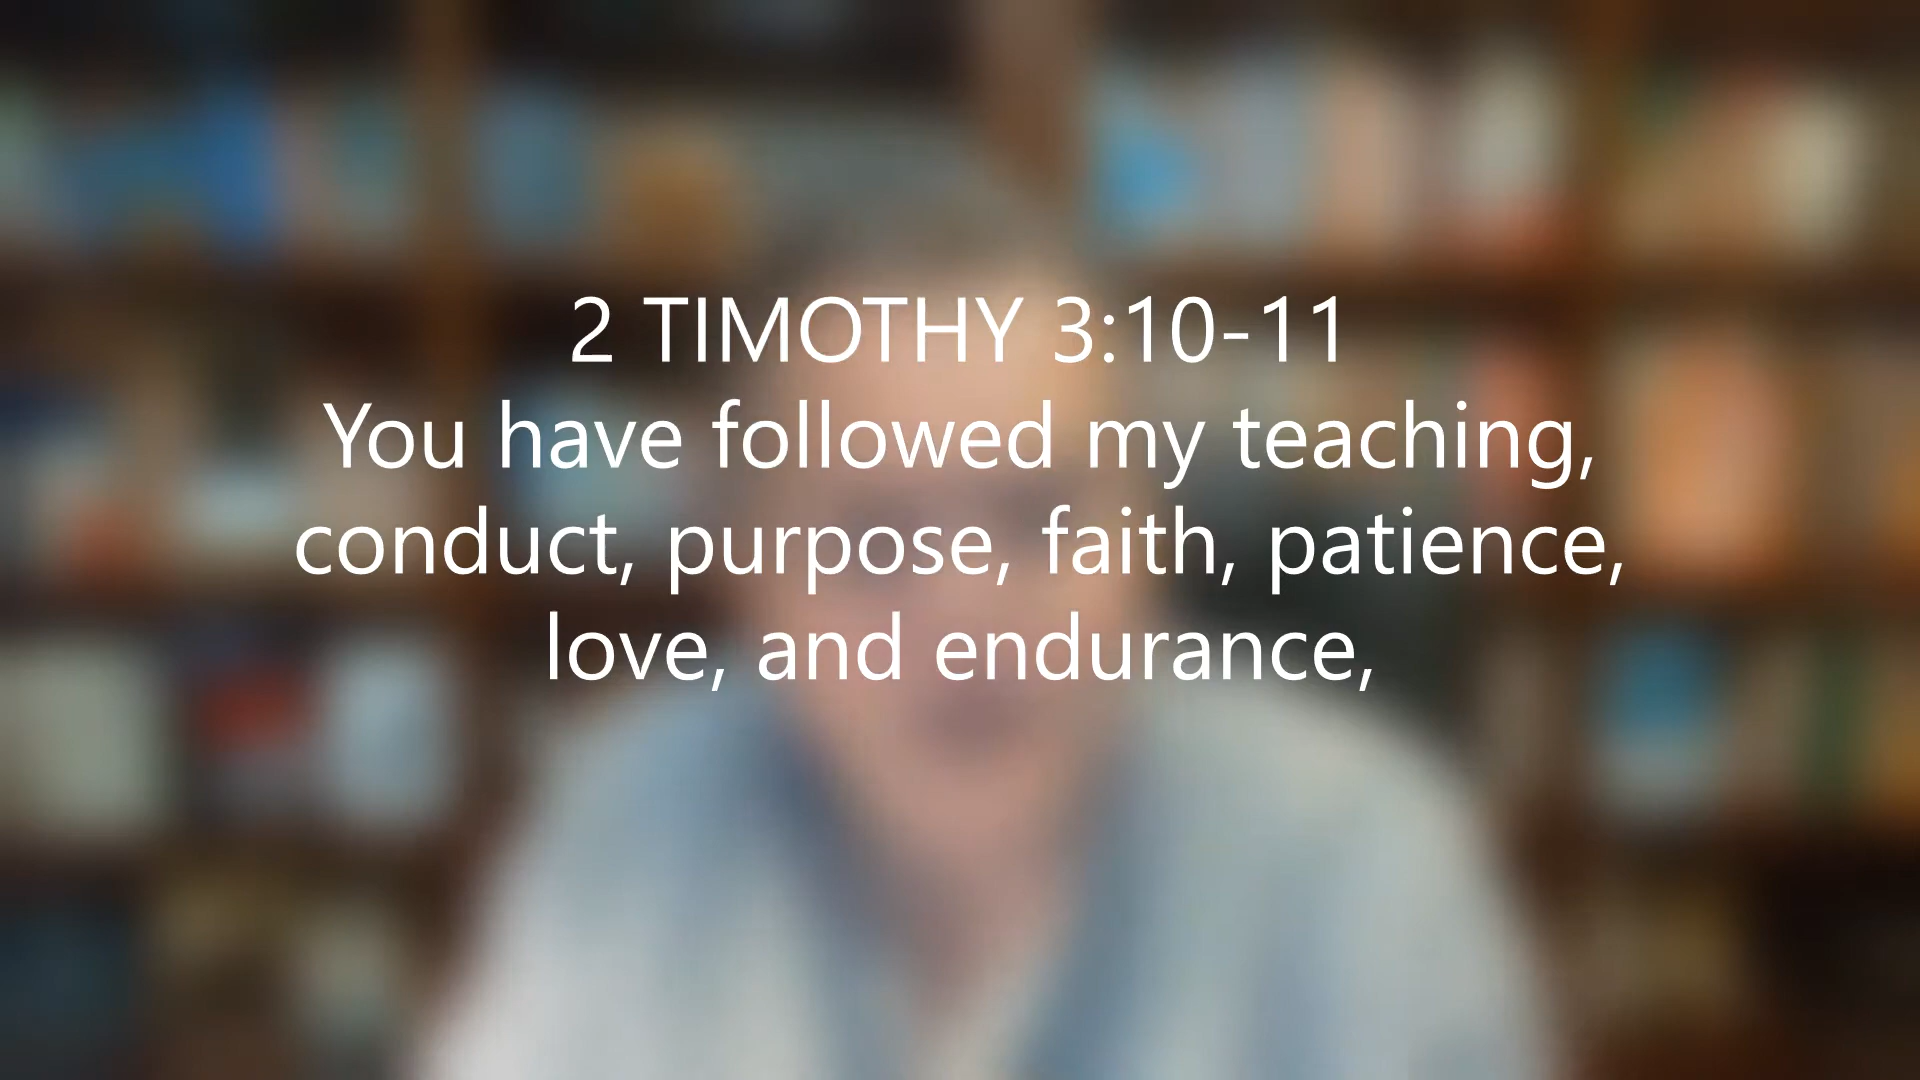 2 TIMOTHY 3:10-11
You have followed my teaching,
conduct, purpose, faith, patience,
love, and endurance,